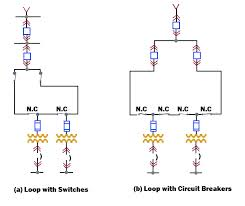 N.C N.C
N.C N.C
(a) Loop with Switches
(b) Loop with Circuit Breakers